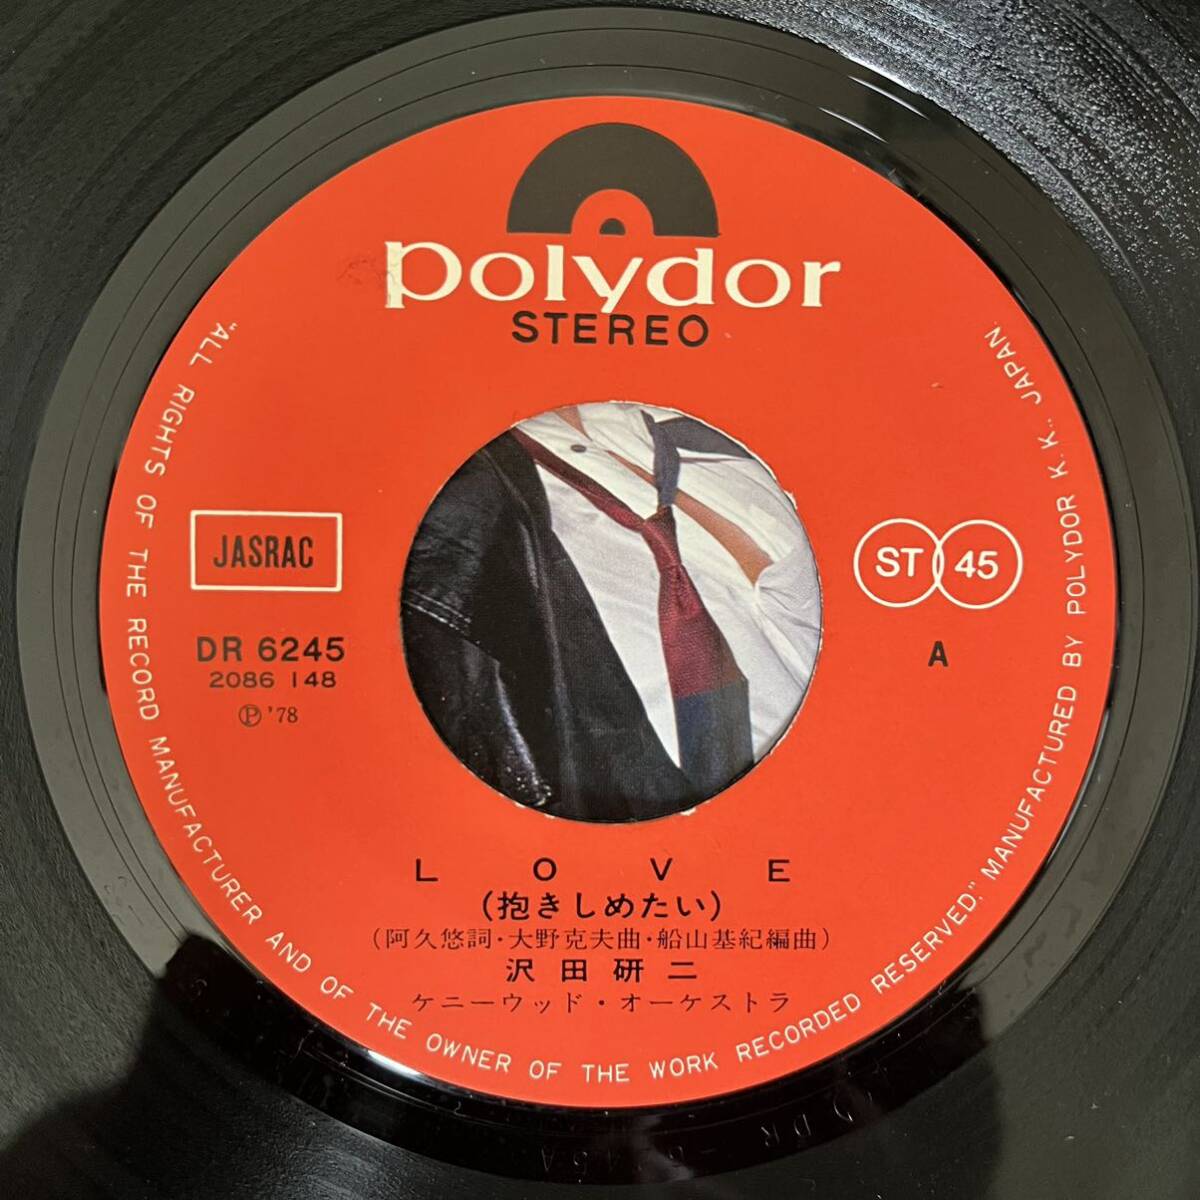 polydor
STEREO
JASRAC
DR 6245
2086 148
Ⓟ'78
ST 45
A
LOVE
(抱きしめたい)
(阿久悠詞・大野克夫曲・船山基紀編曲)
沢田研二
ケニーウッド・オーケストラ
"ALL RIGHTS OF THE RECORD MANUFACTURER AND OF THE OWNER OF THE WORK RECORDED RESERVED." MANUFACTURED BY POLYDOR K. K., JAPAN.